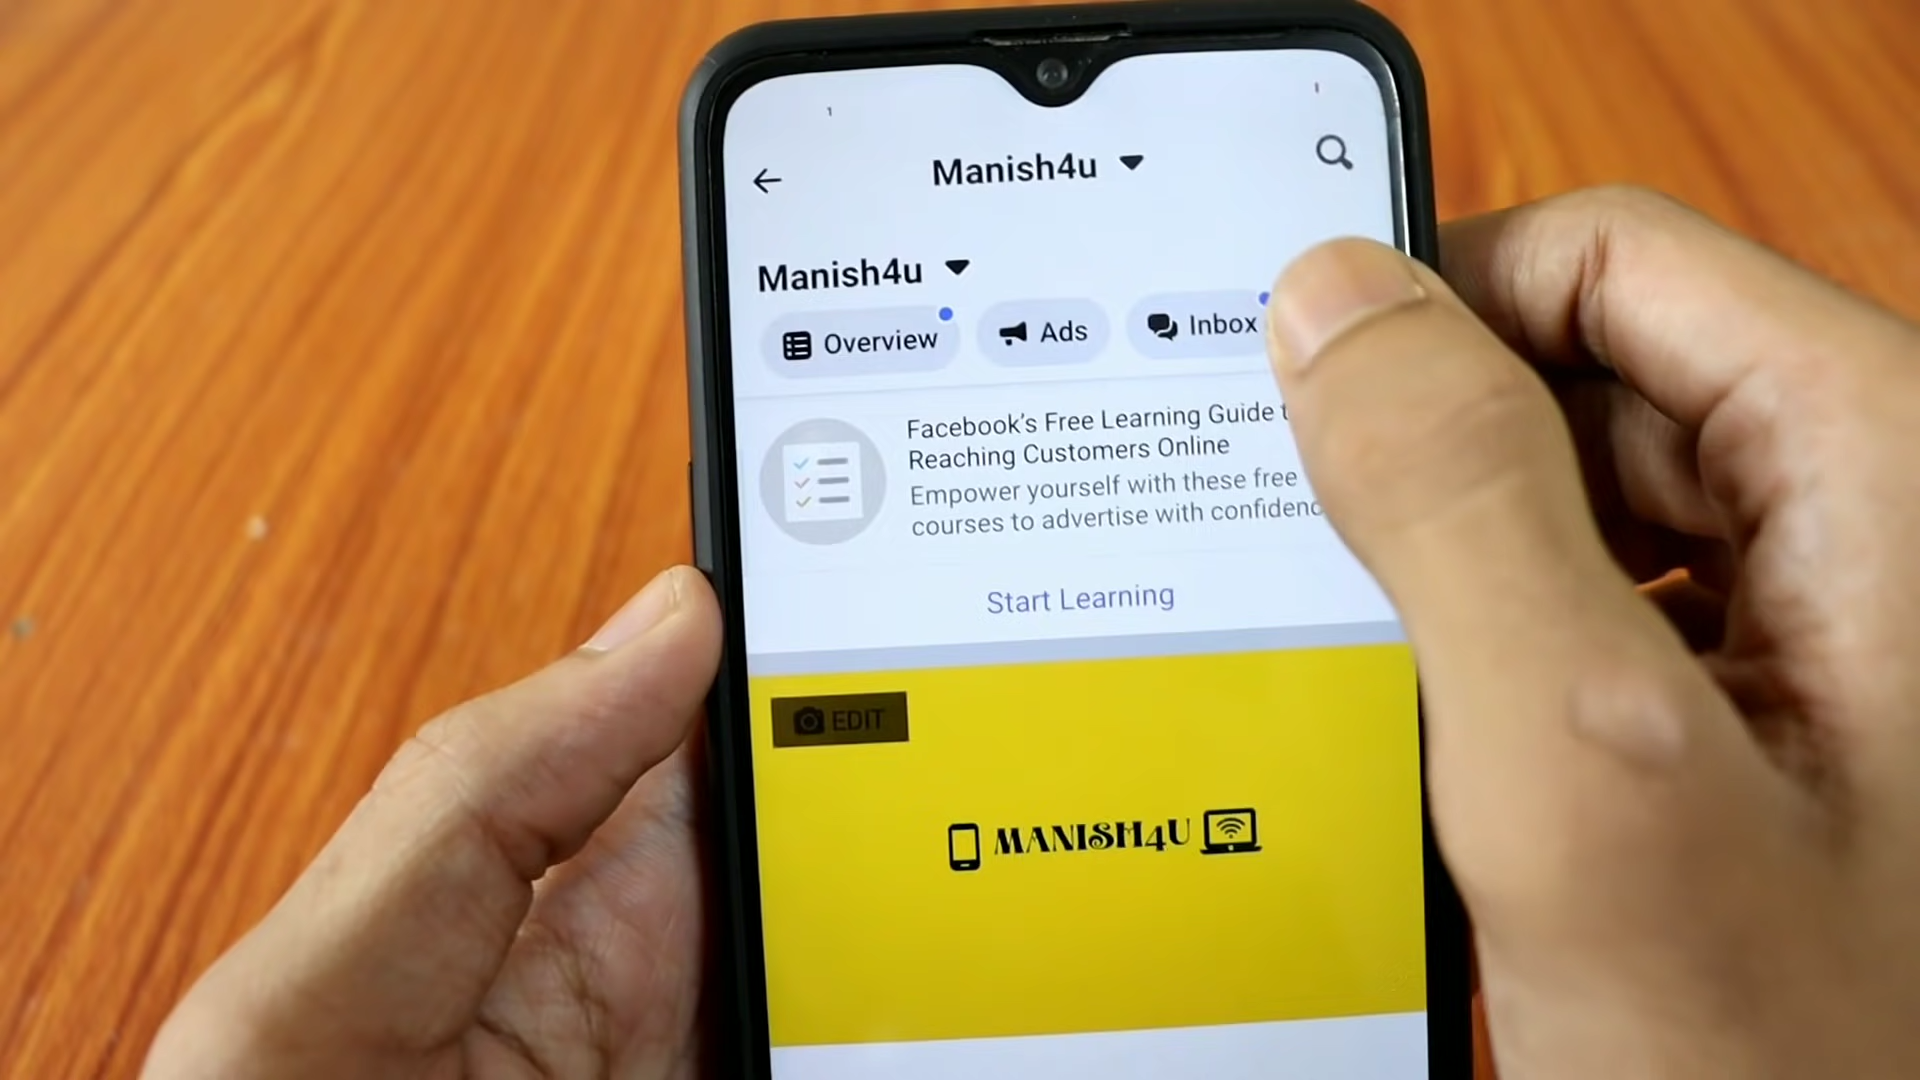 Manish4u
Manish4u
Overview
Ads
Inbox
Facebook's Free Learning Guide
Reaching Customers Online
Empower yourself with these free
courses to advertise with
Start Learning
EDIT
MANISH4U